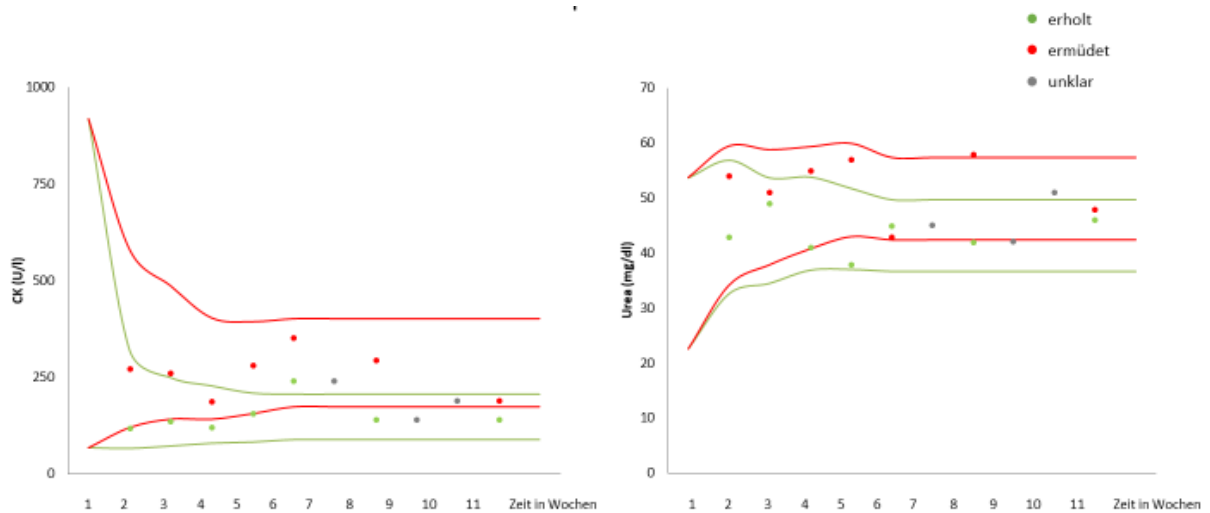 erholt
ermüdet
unklar
1000
750
500
250
0
CK (U/l)
1 2 3 4 5 6 7 8 9 10 11 Zeit in Wochen
70
60
50
40
30
20
10
0
Urea (mg/dl)
1 2 3 4 5 6 7 8 9 10 11 Zeit in Wochen